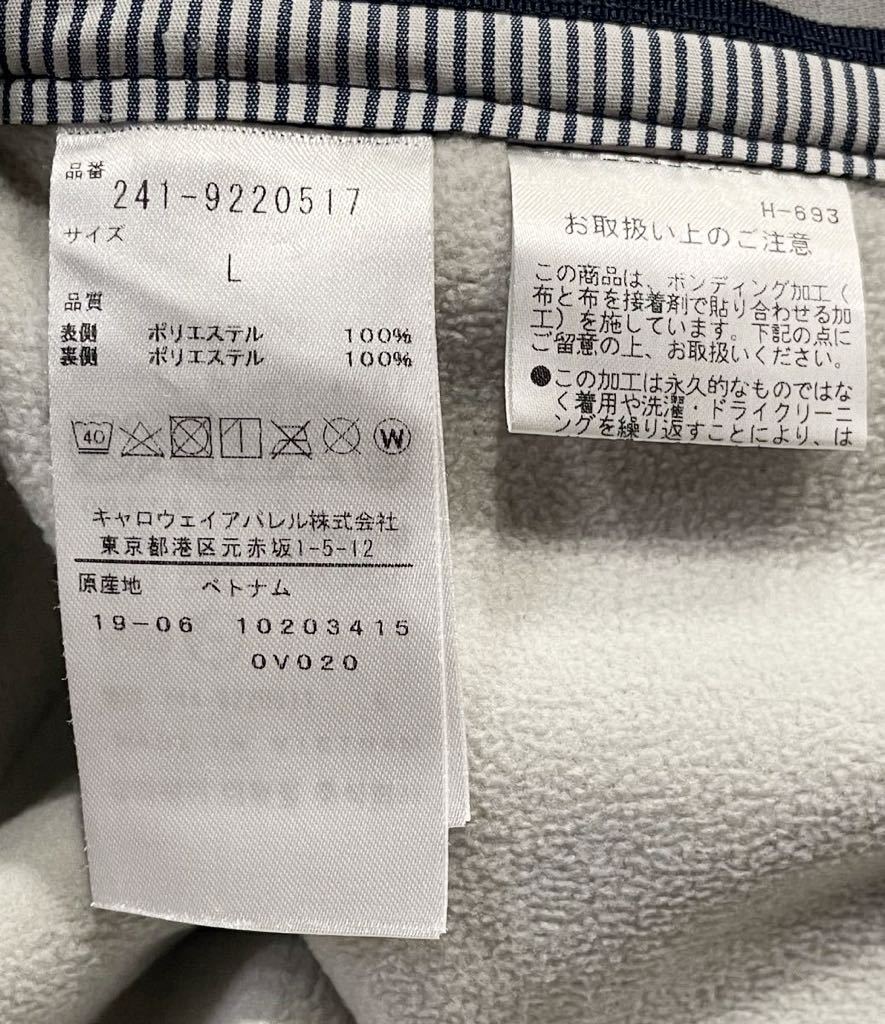 品番
241-9220517
サイズ
L
品質
表側 ポリエステル 100%
裏側 ポリエステル 100%
40 W
キャロウェイアパレル株式会社
東京都港区元赤坂1-5-12
原産地 ベトナム
19-06 10203415
0V020
H-693
お取扱い上のご注意
この商品は、ボンディング加工（
布と布を接着剤で貼り合わせる加
工）を施しています。下記の点に
ご留意の上、お取扱いください。
●この加工は永久的なものではな
く着用や洗濯・ドライクリーニ
ングを繰り返すことにより、は